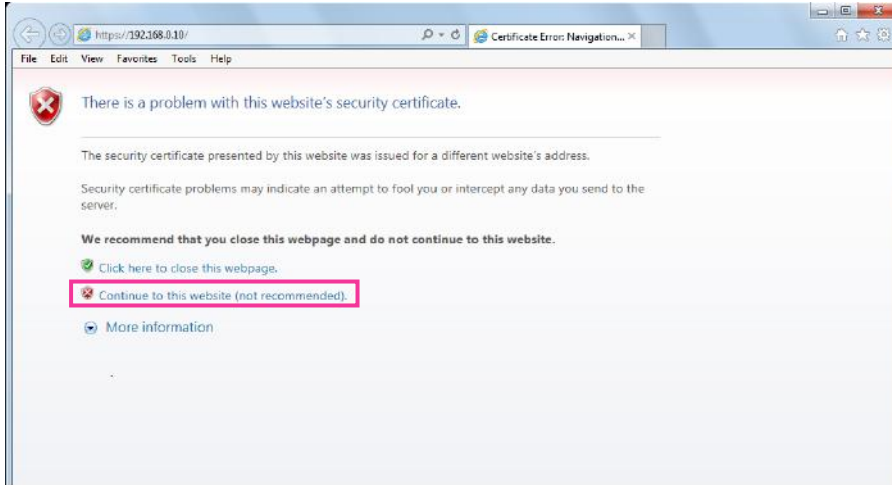 https://192.168.0.10/
Certificate Error: Navigation...
File Edit View Favorites Tools Help
There is a problem with this website's security certificate.
The security certificate presented by this website was issued for a different website's address.
Security certificate problems may indicate an attempt to fool you or intercept any data you send to the
server.
We recommend that you close this webpage and do not continue to this website.
Click here to close this webpage.
Continue to this website (not recommended).
More information